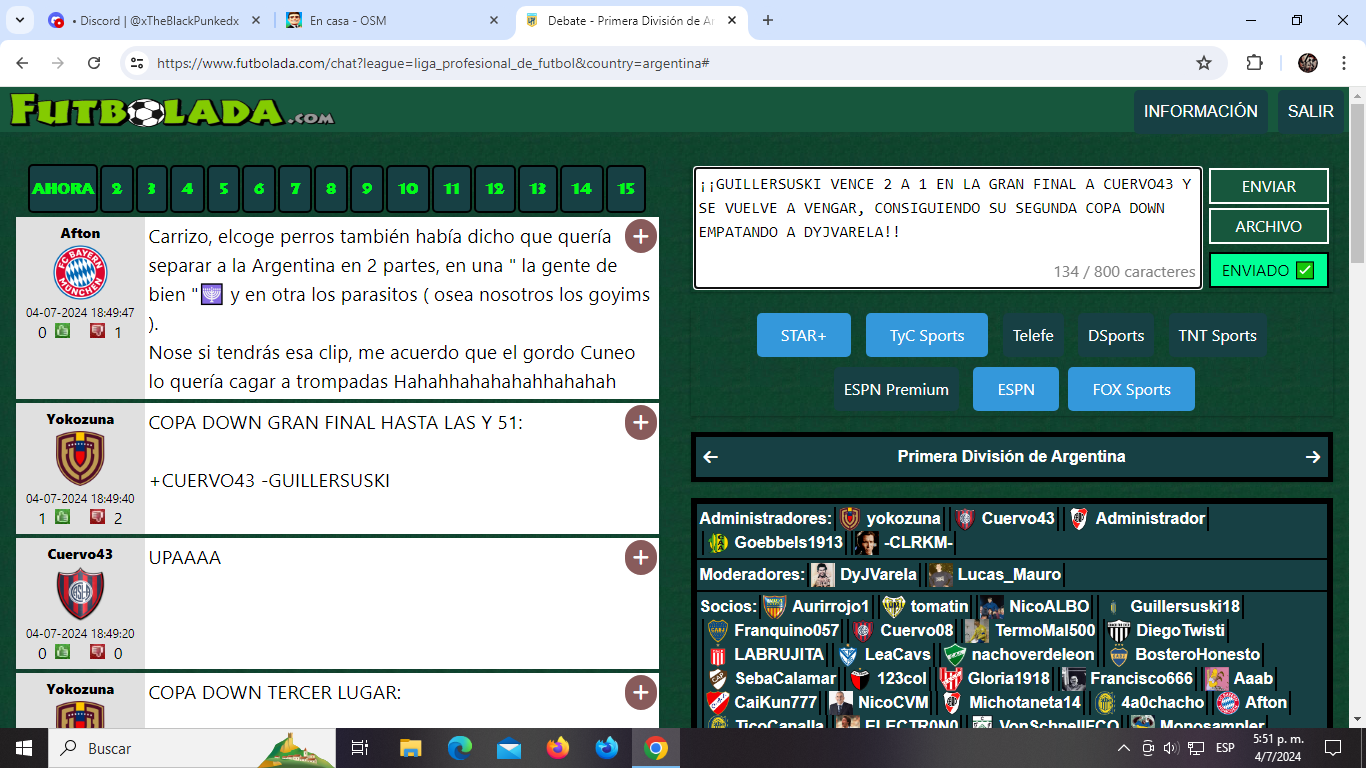 • Discord | @xTheBlackPunkedx
En casa - OSM
Debate - Primera División de Ar
https://www.futbolada.com/chat?league=liga_profesional_de_futbol&country=argentina#
FUTBOLADA.COM
INFORMACIÓN
SALIR
AHORA 2 3 4 5 6 7 8 9 10 11 12 13 14 15
Afton
04-07-2024 18:49:47
0 1
Carrizo, elcoge perros también había dicho que quería
separar a la Argentina en 2 partes, en una " la gente de
bien "🕎 y en otra los parasitos ( osea nosotros los goyims
).
Nose si tendrás esa clip, me acuerdo que el gordo Cuneo
lo quería cagar a trompadas Hahahhahahahahhahahah
Yokozuna
04-07-2024 18:49:40
1 2
COPA DOWN GRAN FINAL HASTA LAS Y 51:
+CUERVO43 -GUILLERSUSKI
Cuervo43
04-07-2024 18:49:20
0 0
UPAAAA
Yokozuna
COPA DOWN TERCER LUGAR:
¡¡GUILLERSUSKI VENCE 2 A 1 EN LA GRAN FINAL A CUERVO43 Y
SE VUELVE A VENGAR, CONSIGUIENDO SU SEGUNDA COPA DOWN
EMPATANDO A DYJVARELA!!
134 / 800 caracteres
ENVIAR
ARCHIVO
ENVIADO ✅
STAR+ TyC Sports Telefe DSports TNT Sports
ESPN Premium ESPN FOX Sports
Primera División de Argentina
Administradores: yokozuna Cuervo43 Administrador
Goebbels1913 -CLRKM-
Moderadores: DyJVarela Lucas_Mauro
Socios: Aurirrojo1 tomatin NicoALBO Guillersuski18
Franquino057 Cuervo08 TermoMal500 DiegoTwisti
LABRUJITA LeaCavs nachoverdeleon BosteroHonesto
SebaCalamar 123col Gloria1918 Francisco666 Aaab
CaiKun777 NicoCVM Michotaneta14 4a0chacho Afton
TicoCanalla ELECTR0N0 VonSchnellFCO Monosampler
Buscar
ESP
5:51 p. m.
4/7/2024